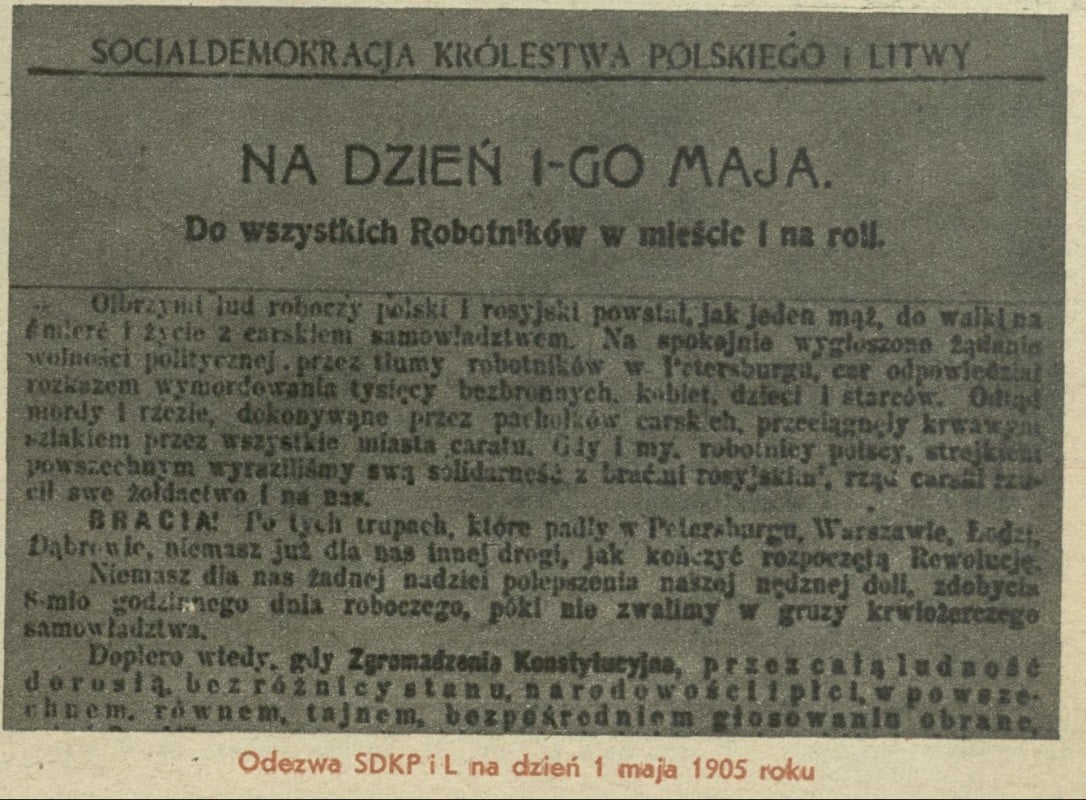 SOCJALDEMOKRACJA KRÓLESTWA POLSKIEGO i LITWY
NA DZIEŃ 1-GO MAJA.
Do wszystkich Robotników w mieście i na roli.
Olbrzymi lud roboczy polski i rosyjski powstał, jak jeden mąż, do walki na
śmierć i życie z carskiem samowładztwem. Na spokojnie wygłoszone żądanie
wolności politycznej przez tłumy robotników w Petersburgu, car odpowiedział
rozkazem wymordowania tysięcy bezbronnych, kobiet, dzieci i starców. Odtąd
mordy i rzezie, dokonywane przez pachołków carskich, przeciągnęły krwawym
szlakiem przez wszystkie miasta caratu. Gdy i my, robotnicy polscy, strejkiem
powszechnym wyraziliśmy swą solidarność z braćmi rosyjskimi, rząd carski rzu-
cił swe żołdactwo i na nas.
BRACIA! Po tych trupach, które padły w Petersburgu, Warszawie, Łodzi,
Dąbrowie, niemasz już dla nas innej drogi, jak kończyć rozpoczętą Rewolucję.
Niemasz dla nas żadnej nadziei polepszenia naszej nędznej doli, zdobycia
8-mio godzinnego dnia roboczego, póki nie zwalimy w gruzy krwiożerczego
samowładztwa.
Dopiero wtedy, gdy Zgromadzenie Konstytucyjne, przez całą ludność
dorosłą, bez różnicy stanu, narodowości i płci, w powsze-
chnem, równem, tajnem, bezpośredniem głosowaniu obrane,
Odezwa SDKP i L na dzień 1 maja 1905 roku